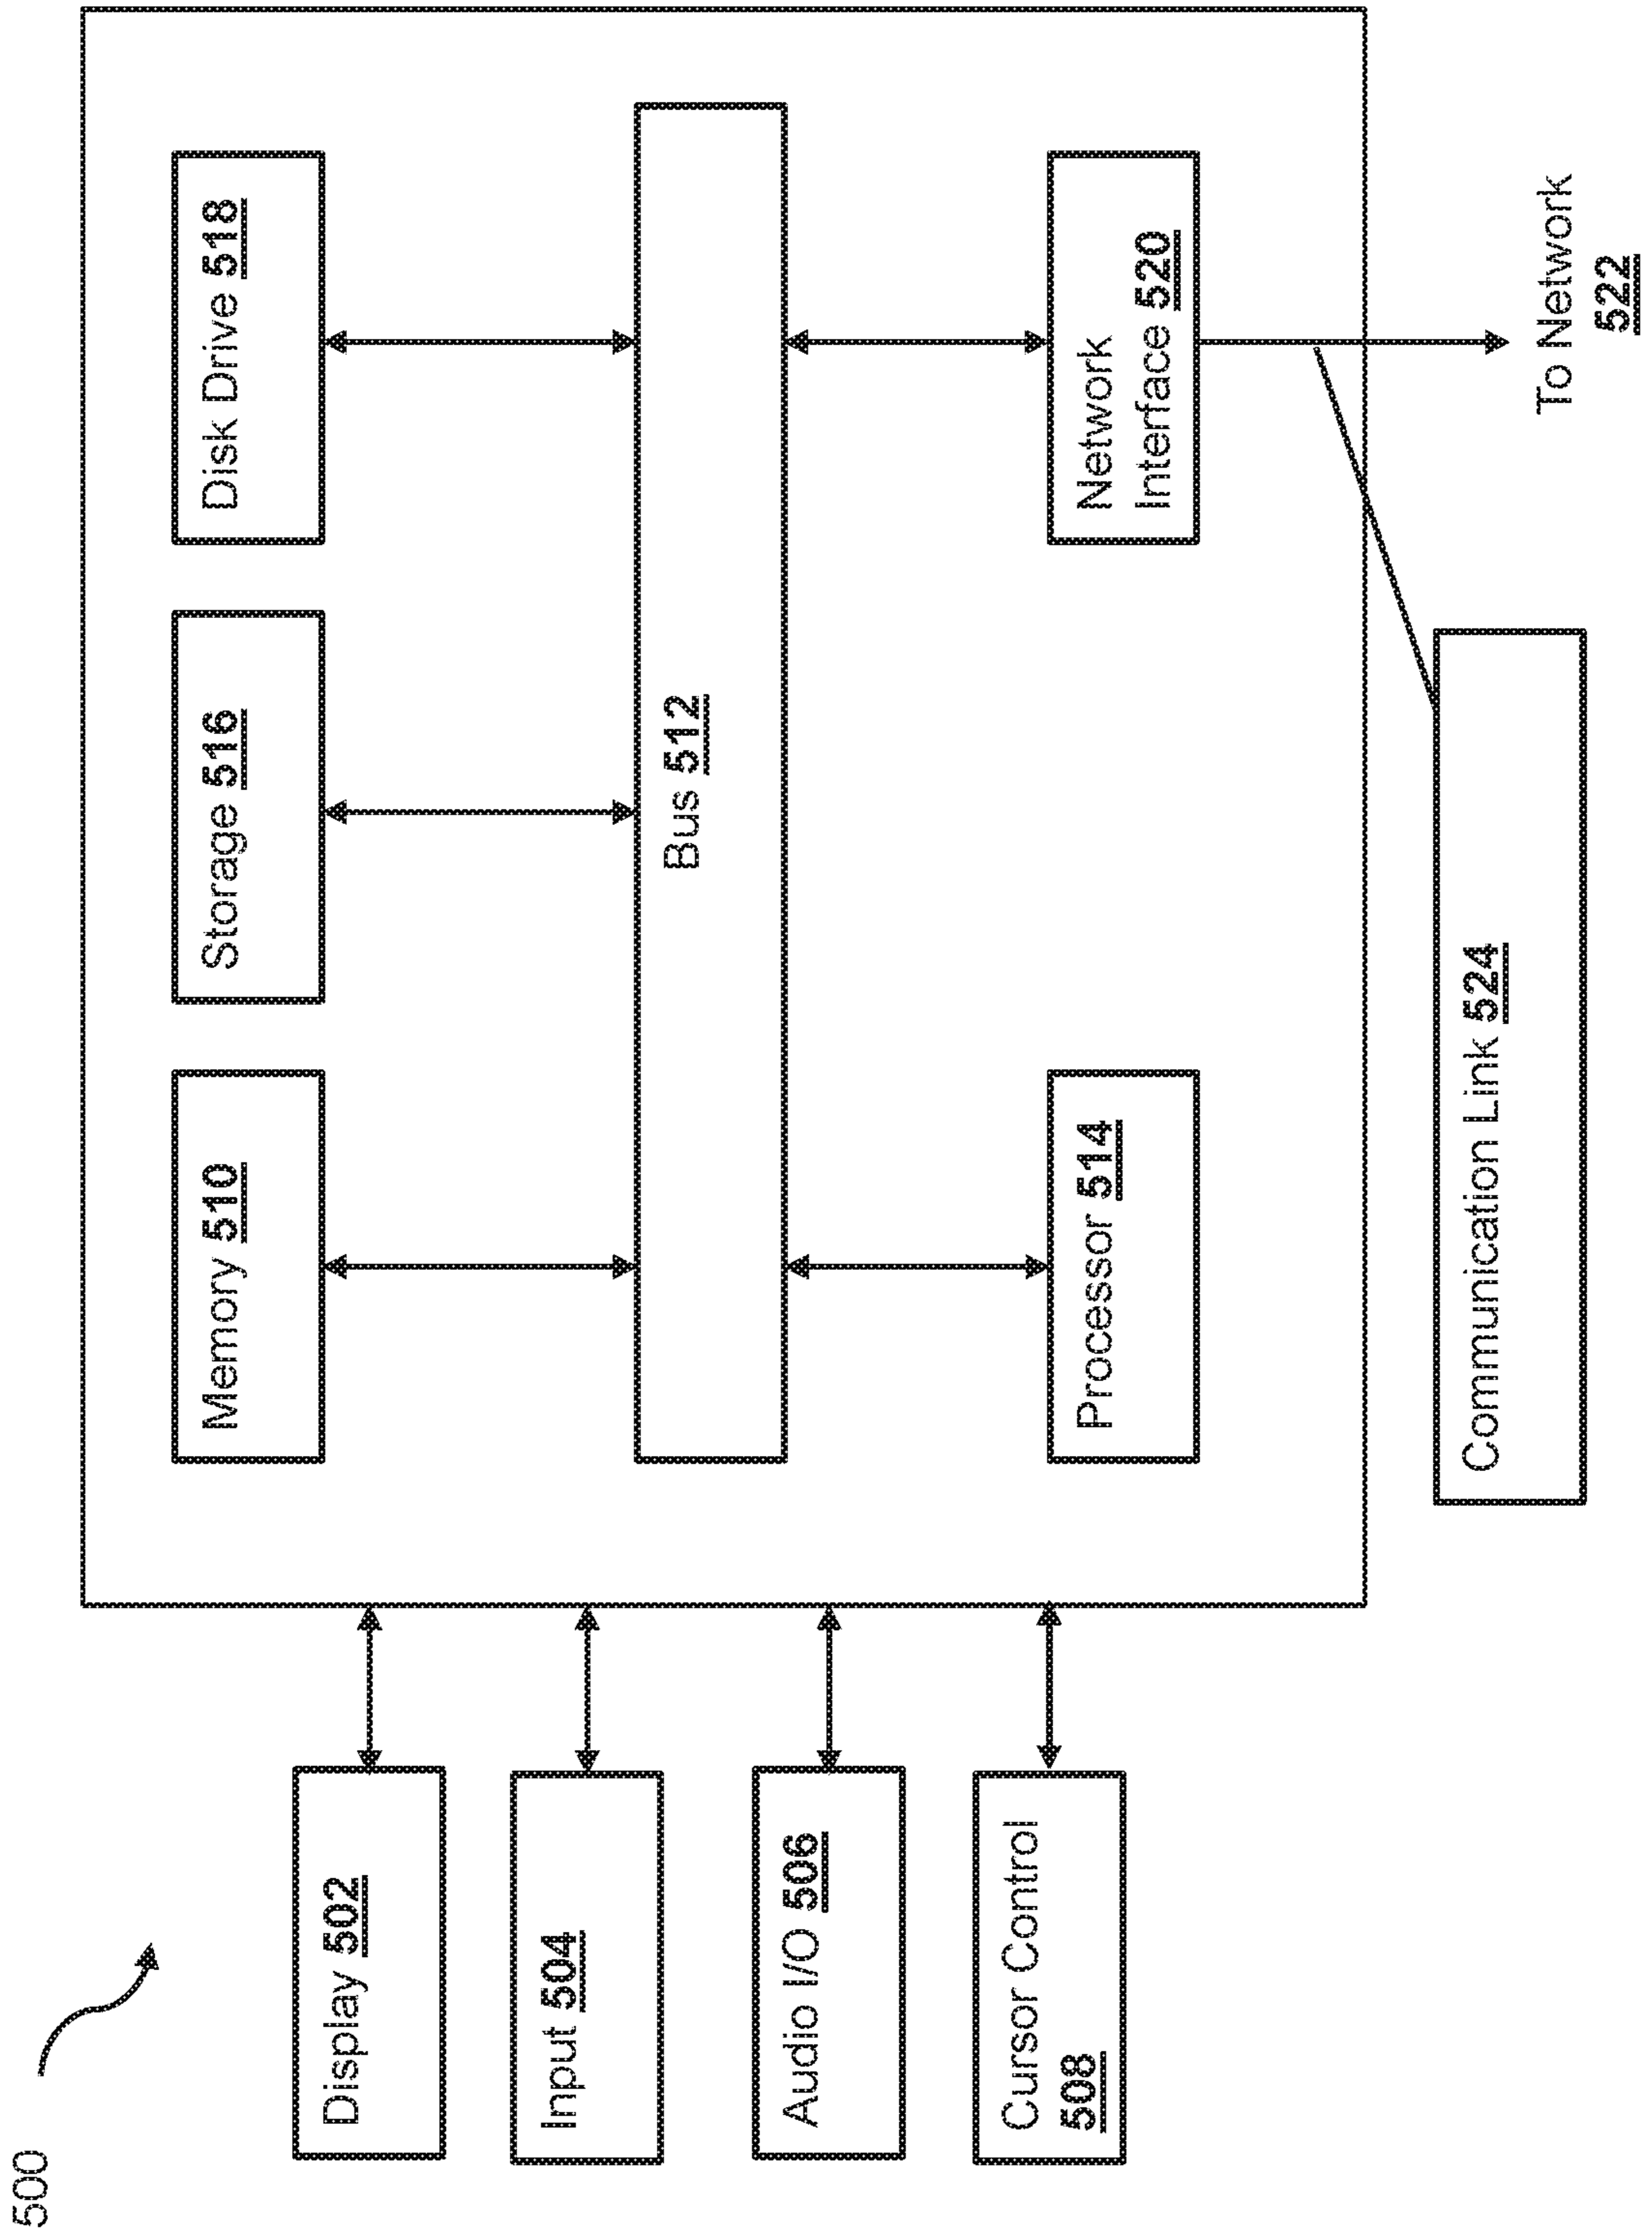 500
Display 502
Input 504
Audio I/O 506
Cursor Control
508
Memory 510
Storage 516
Disk Drive 518
Bus 512
Processor 514
Network
Interface 520
Communication Link 524
To Network
522